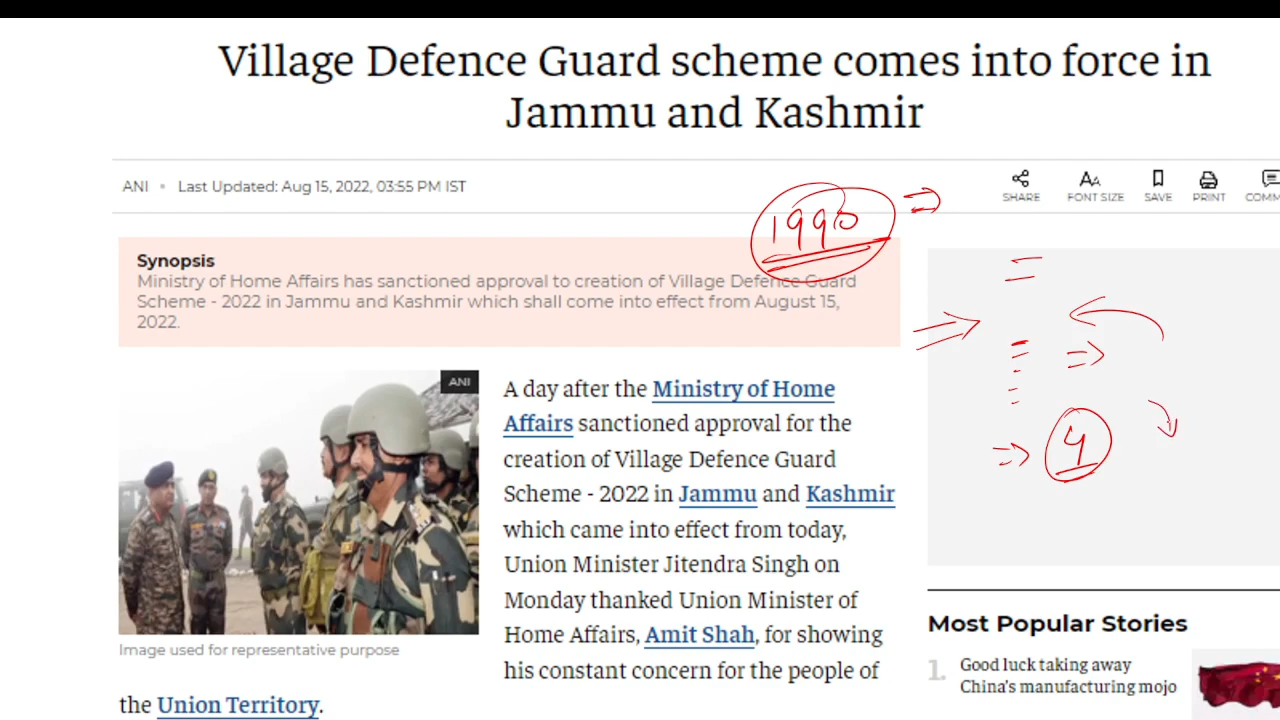 Village Defence Guard scheme comes into force in
Jammu and Kashmir
ANI • Last Updated: Aug 15, 2022, 03:55 PM IST
SHARE FONT SIZE SAVE PRINT COMM
1990
Synopsis
Ministry of Home Affairs has sanctioned approval to creation of Village Defence Guard
Scheme - 2022 in Jammu and Kashmir which shall come into effect from August 15,
2022.
ANI
A day after the Ministry of Home
Affairs sanctioned approval for the
creation of Village Defence Guard
Scheme - 2022 in Jammu and Kashmir
which came into effect from today,
Union Minister Jitendra Singh on
Monday thanked Union Minister of
Home Affairs, Amit Shah, for showing
his constant concern for the people of
the Union Territory.
Image used for representative purpose
4
Most Popular Stories
1. Good luck taking away
China's manufacturing mojo